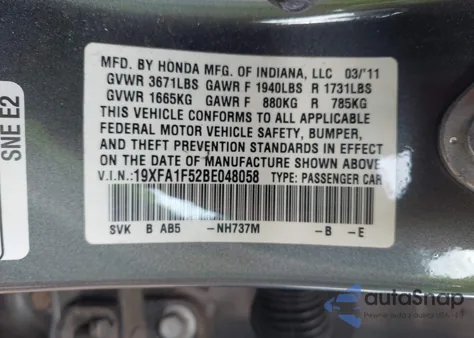 MFD. BY HONDA MFG. OF INDIANA, LLC 03/'11
GVWR 3671LBS GAWR F 1940LBS R 1731LBS
GVWR 1665KG GAWR F 880KG R 785KG
THIS VEHICLE CONFORMS TO ALL APPLICABLE
FEDERAL MOTOR VEHICLE SAFETY, BUMPER,
AND THEFT PREVENTION STANDARDS IN EFFECT
ON THE DATE OF MANUFACTURE SHOWN ABOVE.
V.I.N.:19XFA1F52BE048058 TYPE: PASSENGER CAR
SVK B AB5 -NH737M -B -E
SNE E2
autoSnap